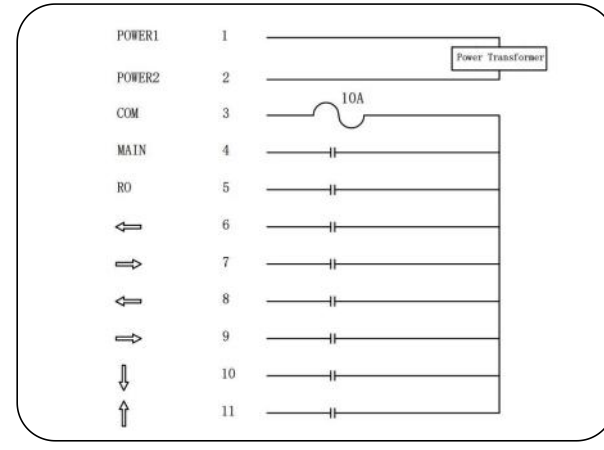 POWER1 1
Power Transformer
POWER2 2
10A
COM 3
MAIN 4
RO 5
6
7
8
9
10
11